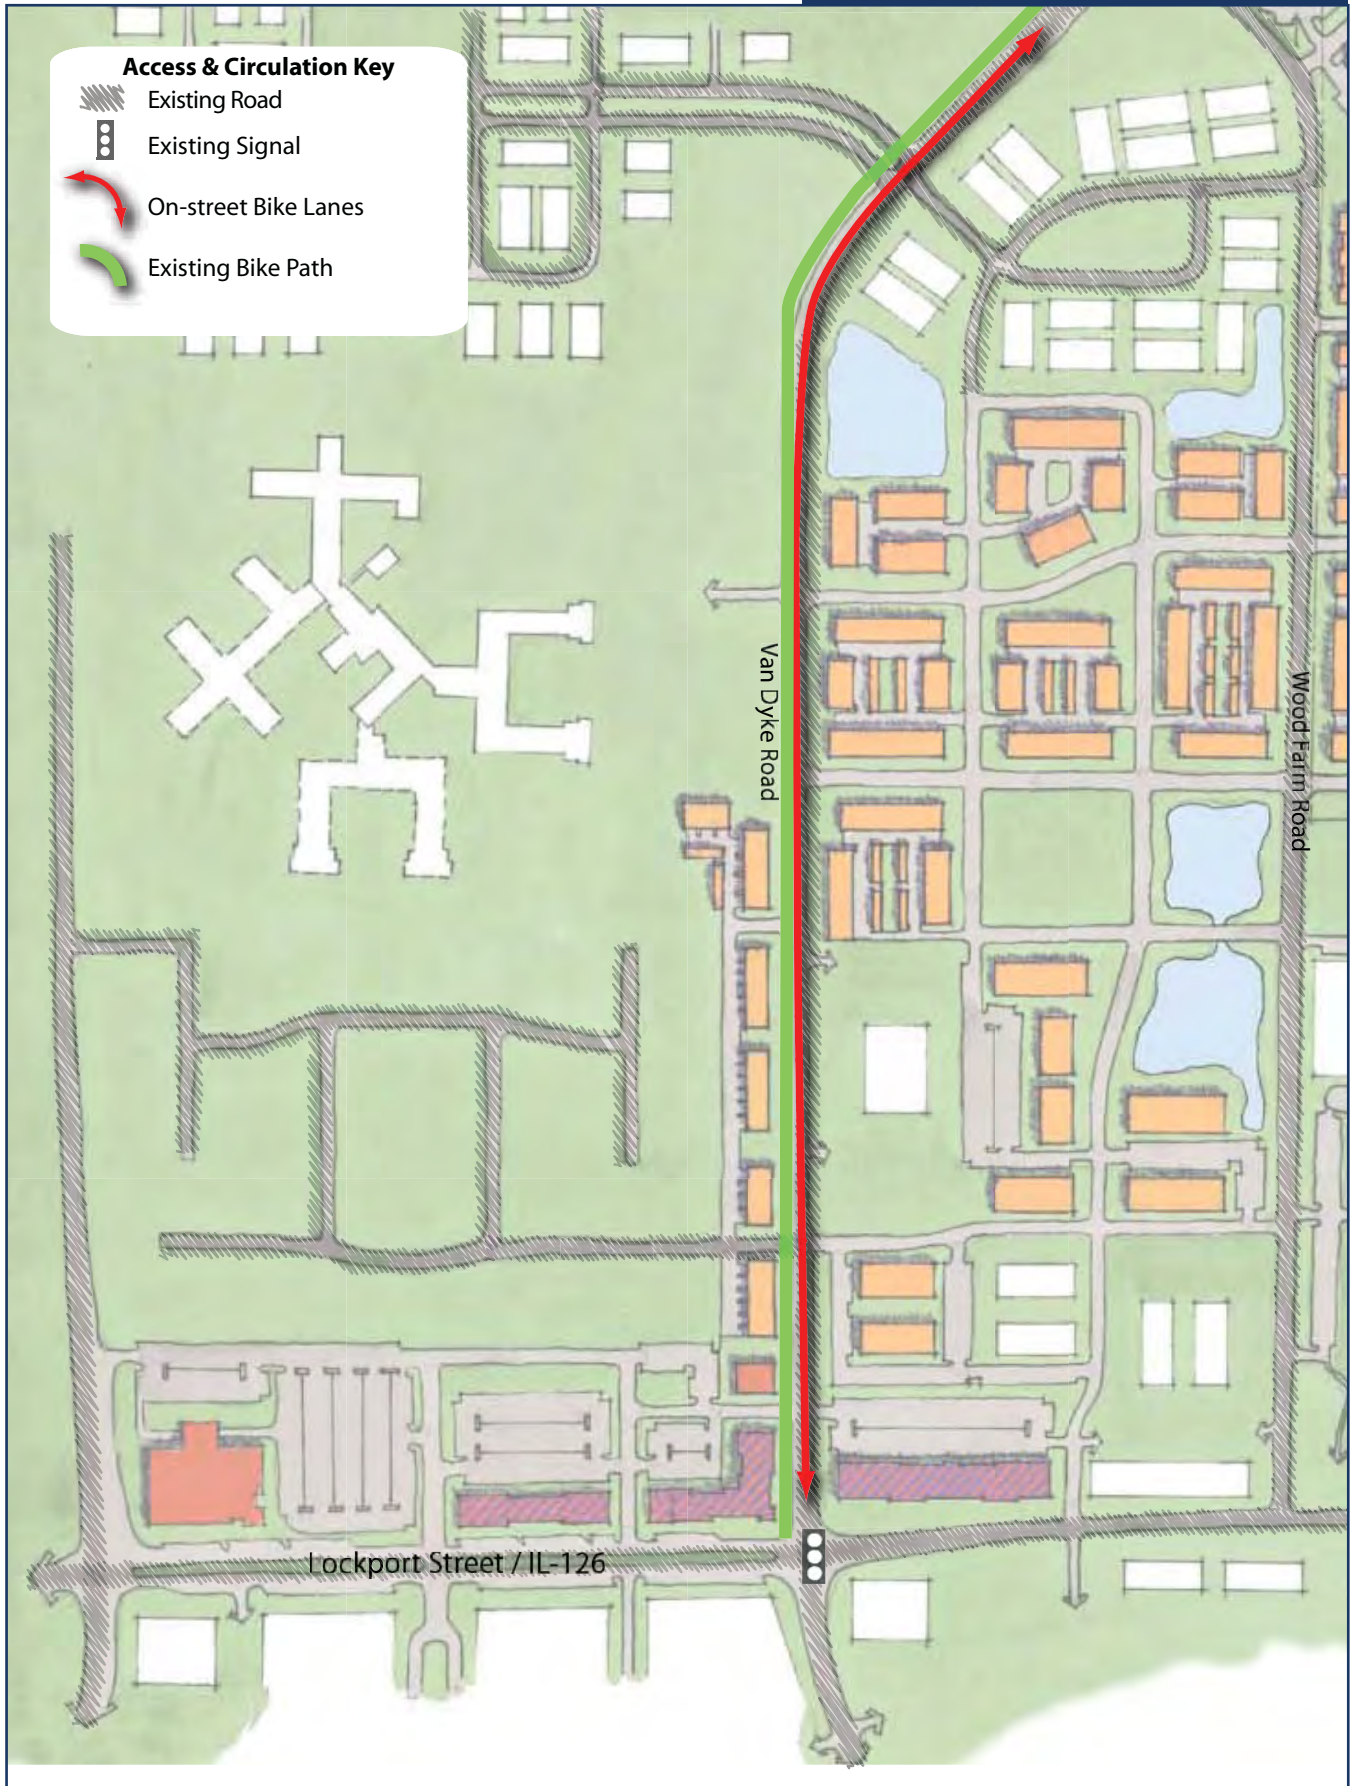 Access & Circulation Key
Existing Road
Existing Signal
On-street Bike Lanes
Existing Bike Path
Van Dyke Road
Wood Farm Road
Lockport Street / IL-126